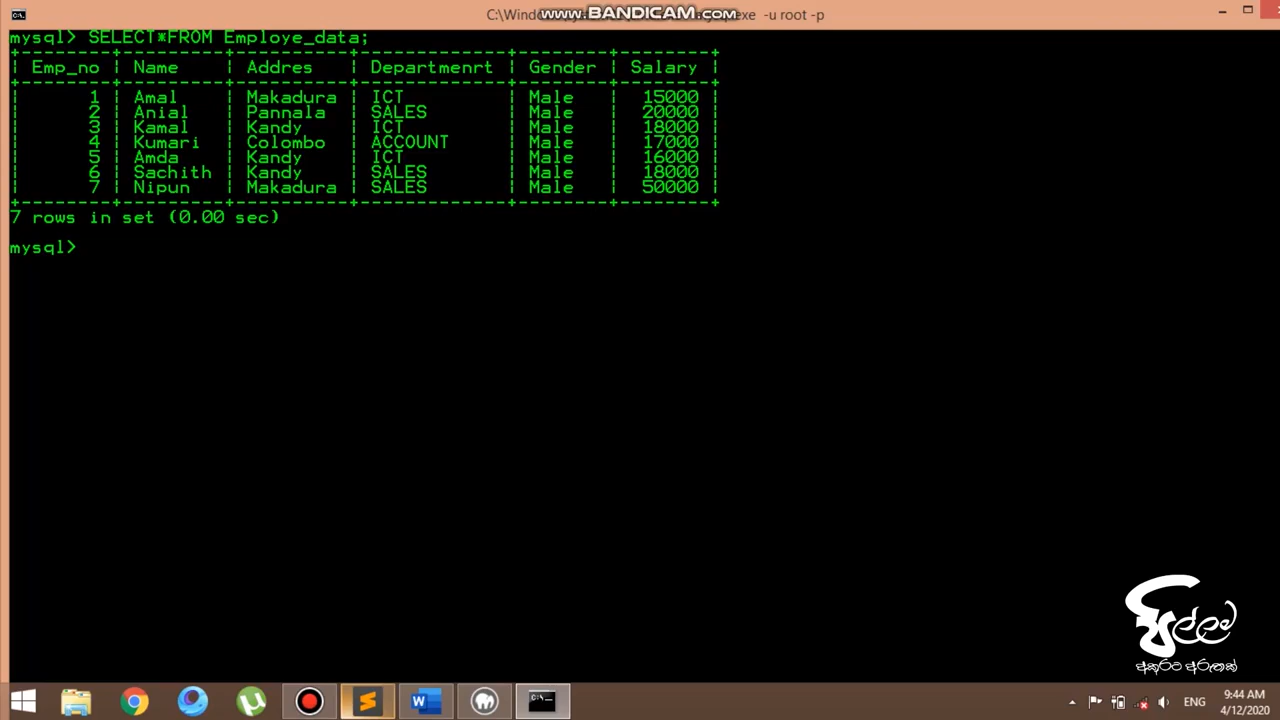 C:\Wind www.BANDICAM.com exe -u root -p
mysql> SELECT*FROM Employe_data;
Emp_no | Name | Addres | Departmenrt | Gender | Salary
1 | Amal | Makadura | ICT | Male | 15000
2 | Anial | Pannala | SALES | Male | 20000
3 | Kamal | Kandy | ICT | Male | 18000
4 | Kumari | Colombo | ACCOUNT | Male | 17000
5 | Amda | Kandy | ICT | Male | 16000
6 | Sachith | Kandy | SALES | Male | 18000
7 | Nipun | Makadura | SALES | Male | 50000
7 rows in set (0.00 sec)
mysql>
ENG
9:44 AM
4/12/2020